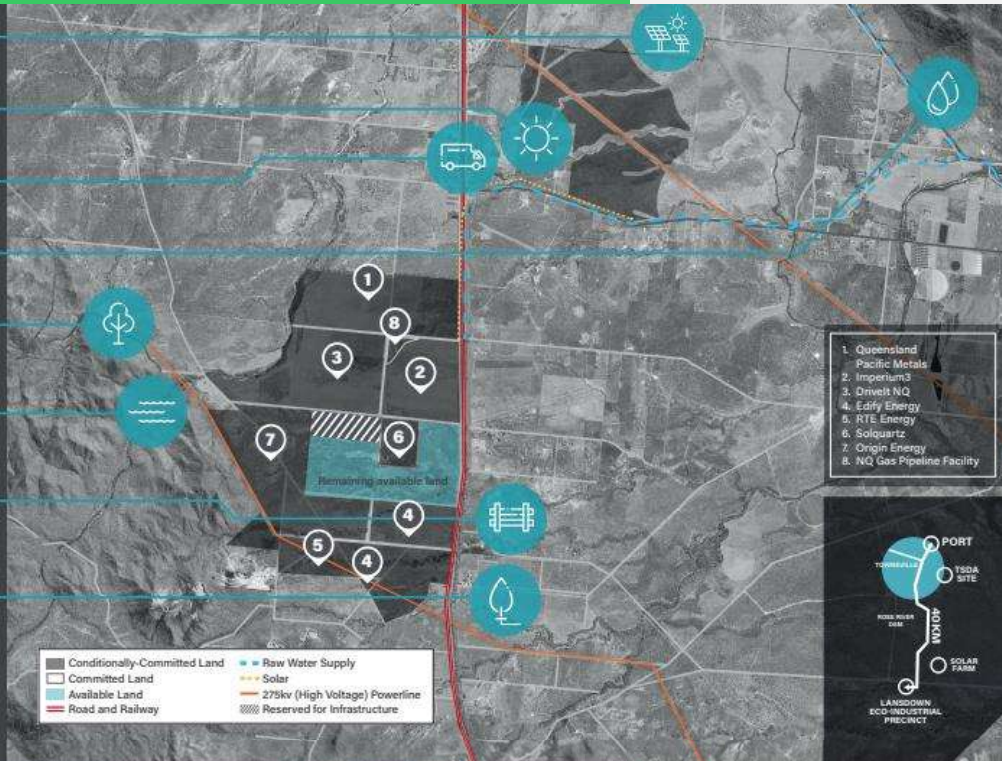 1
8
3
2
7
6
Remaining available land
4
5
4
1. Queensland
Pacific Metals
2. Imperium3
3. DriveIt NQ
4. Edify Energy
5. RTE Energy
6. Solquartz
7. Origin Energy
8. NQ Gas Pipeline Facility
PORT
TOWNSVILLE
TSDA
SITE
ROSS RIVER
DAM
40KM
SOLAR
FARM
LANSDOWN
ECO-INDUSTRIAL
PRECINCT
Conditionally-Committed Land
Committed Land
Available Land
Road and Railway
Raw Water Supply
Solar
275kv (High Voltage) Powerline
Reserved for Infrastructure